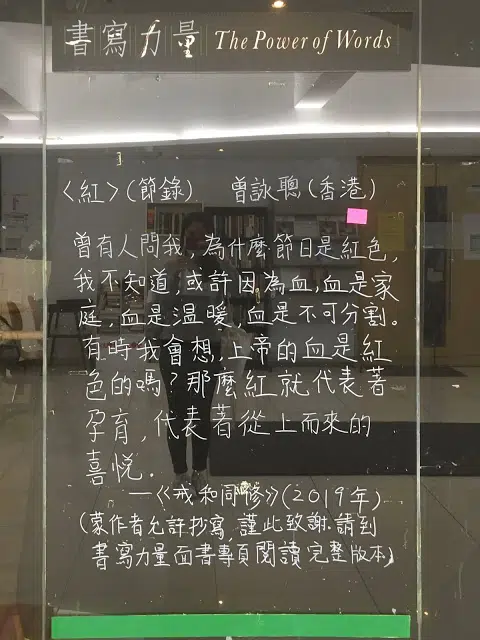 書寫力量 The Power of Words
〈紅〉(節錄) 曾詠聰(香港)
曾有人問我,為什麼節日是紅色,
我不知道,或許因為血,血是家
庭,血是溫暖,血是不可分割。
有時我會想,上帝的血是紅
色的嗎?那麼紅就代表著
孕育,代表著從上而來的
喜悅.
—《戒和同修》(2019年)
(蒙作者允許抄寫,謹此致謝.請到
書寫力量面書專頁閱讀完整版本)